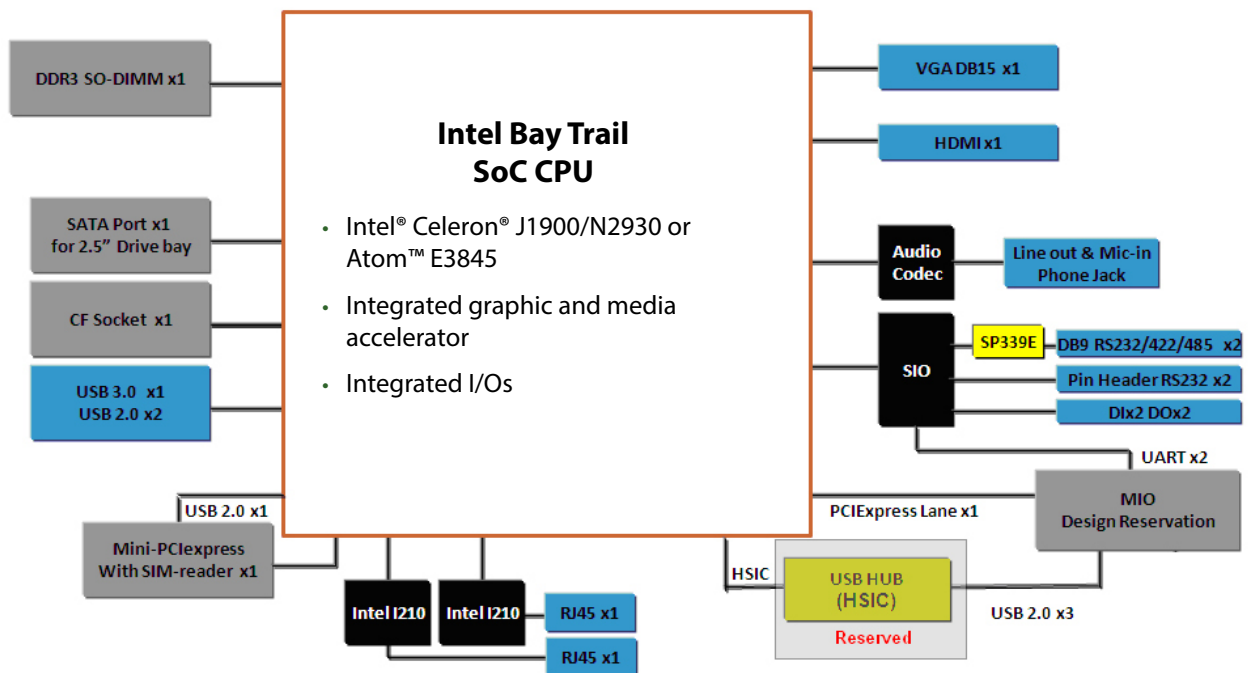 DDR3 SO-DIMM x1
SATA Port x1
for 2.5” Drive bay
CF Socket x1
USB 3.0 x1
USB 2.0 x2
USB 2.0 x1
Mini-PCIexpress
With SIM-reader x1
Intel Bay Trail
SoC CPU
• Intel® Celeron® J1900/N2930 or
Atom™ E3845
• Integrated graphic and media
accelerator
• Integrated I/Os
VGA DB15 x1
HDMI x1
Audio
Codec
Line out & Mic-in
Phone Jack
SIO
SP339E
DB9 RS232/422/485 x2
Pin Header RS232 x2
DIx2 DOx2
UART x2
PCIExpress Lane x1
MIO
Design Reservation
HSIC
USB HUB
(HSIC)
Reserved
USB 2.0 x3
Intel I210
Intel I210
RJ45 x1
RJ45 x1